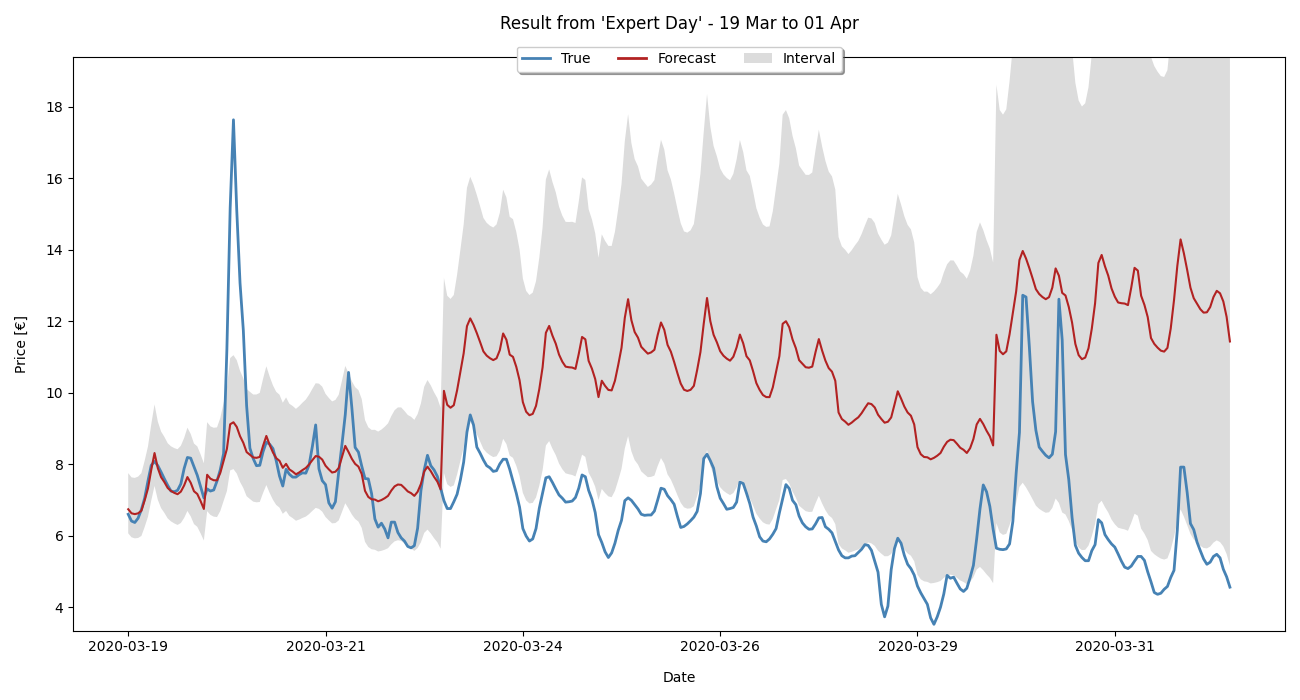 Result from 'Expert Day' - 19 Mar to 01 Apr
True Forecast Interval
Price [€]
18
16
14
12
10
8
6
4
2020-03-19 2020-03-21 2020-03-24 2020-03-26 2020-03-29 2020-03-31
Date